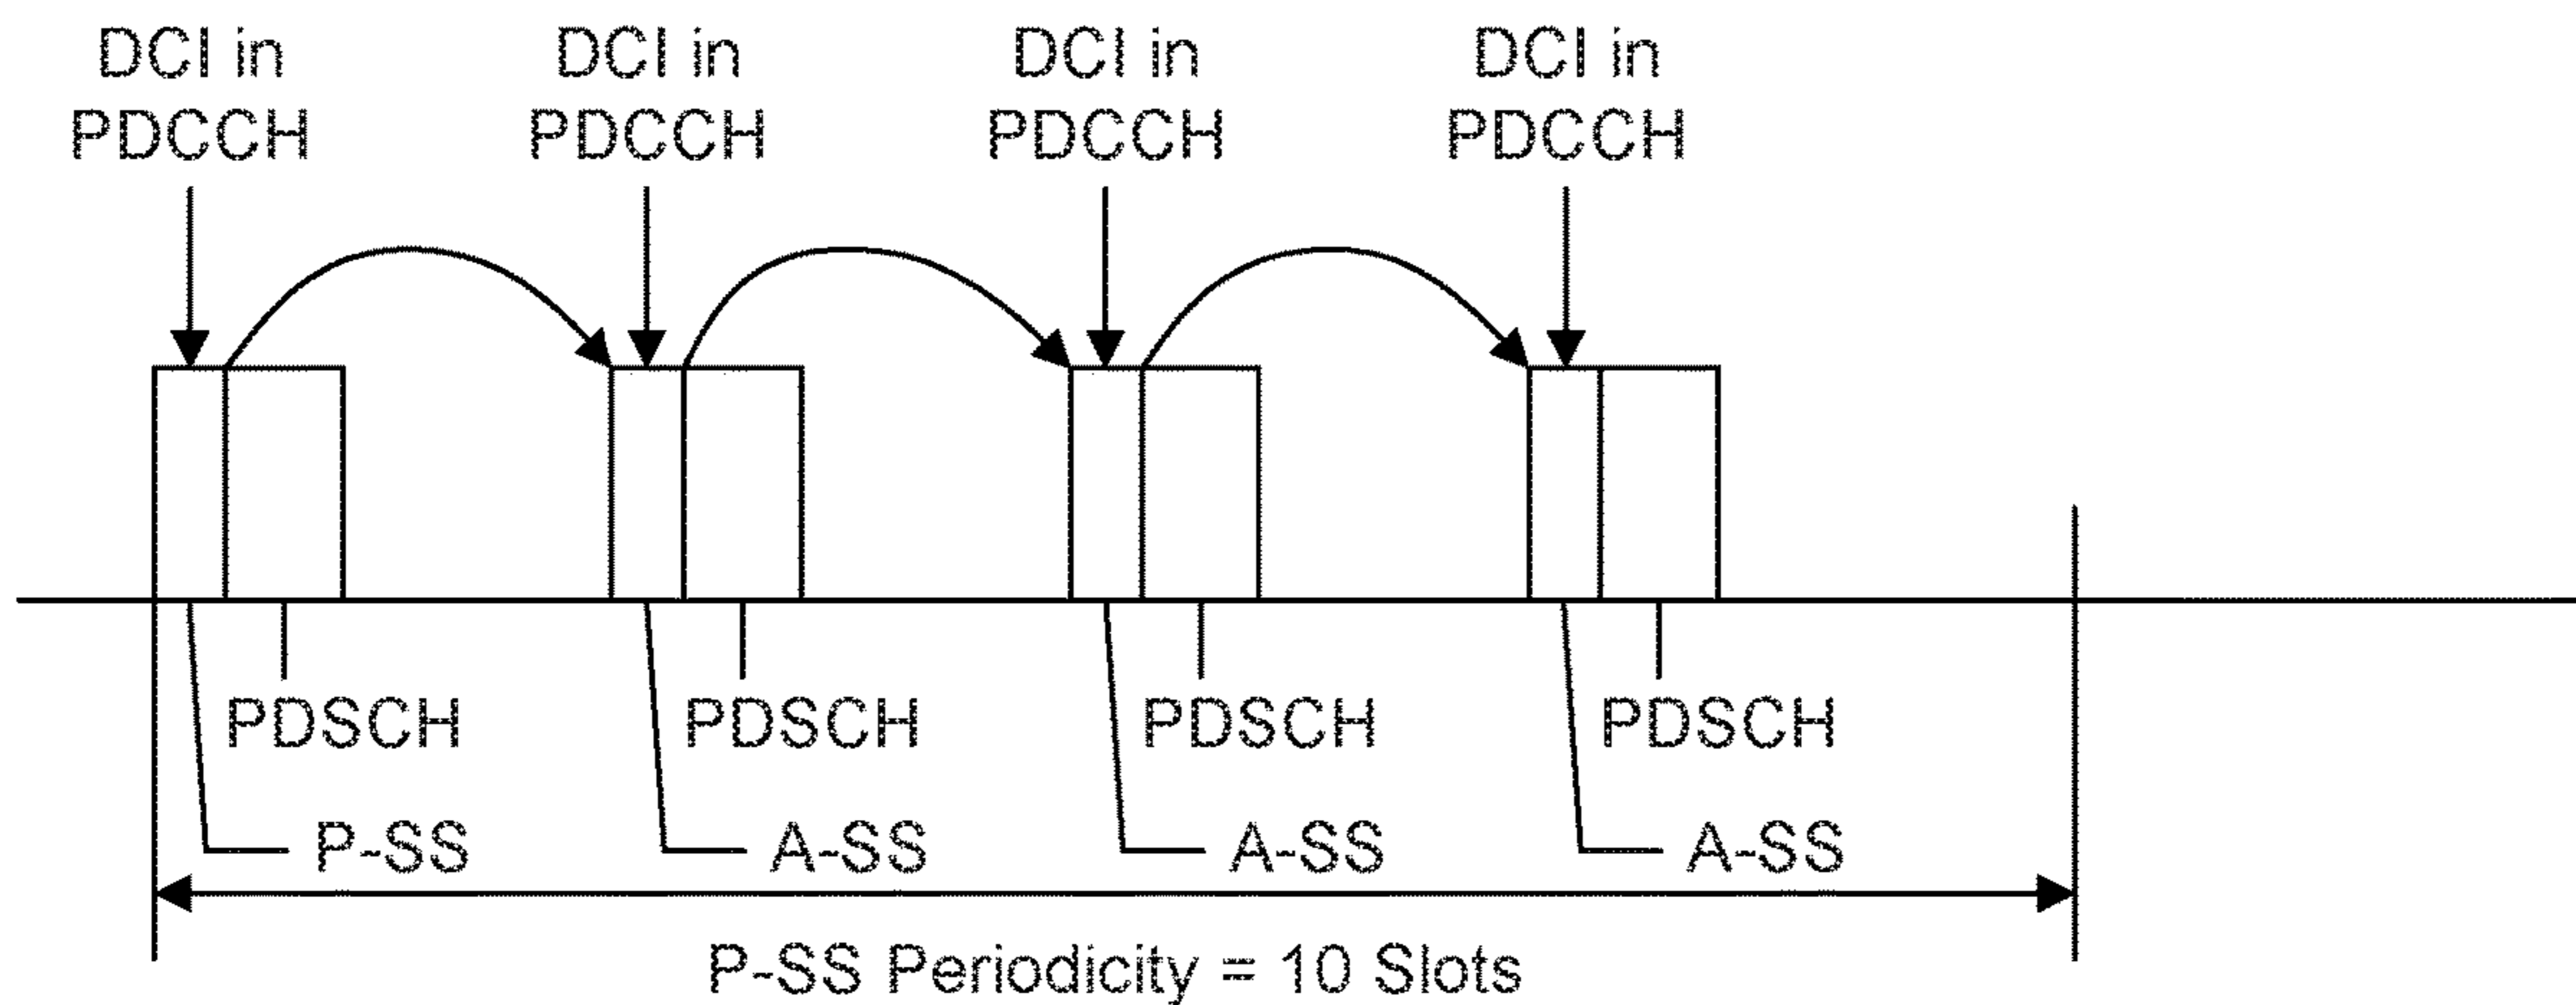 DCI in
PDCCH
DCI in
PDCCH
DCI in
PDCCH
DCI in
PDCCH
PDSCH
PDSCH
PDSCH
PDSCH
P-SS
A-SS
A-SS
A-SS
P-SS Periodicity = 10 Slots